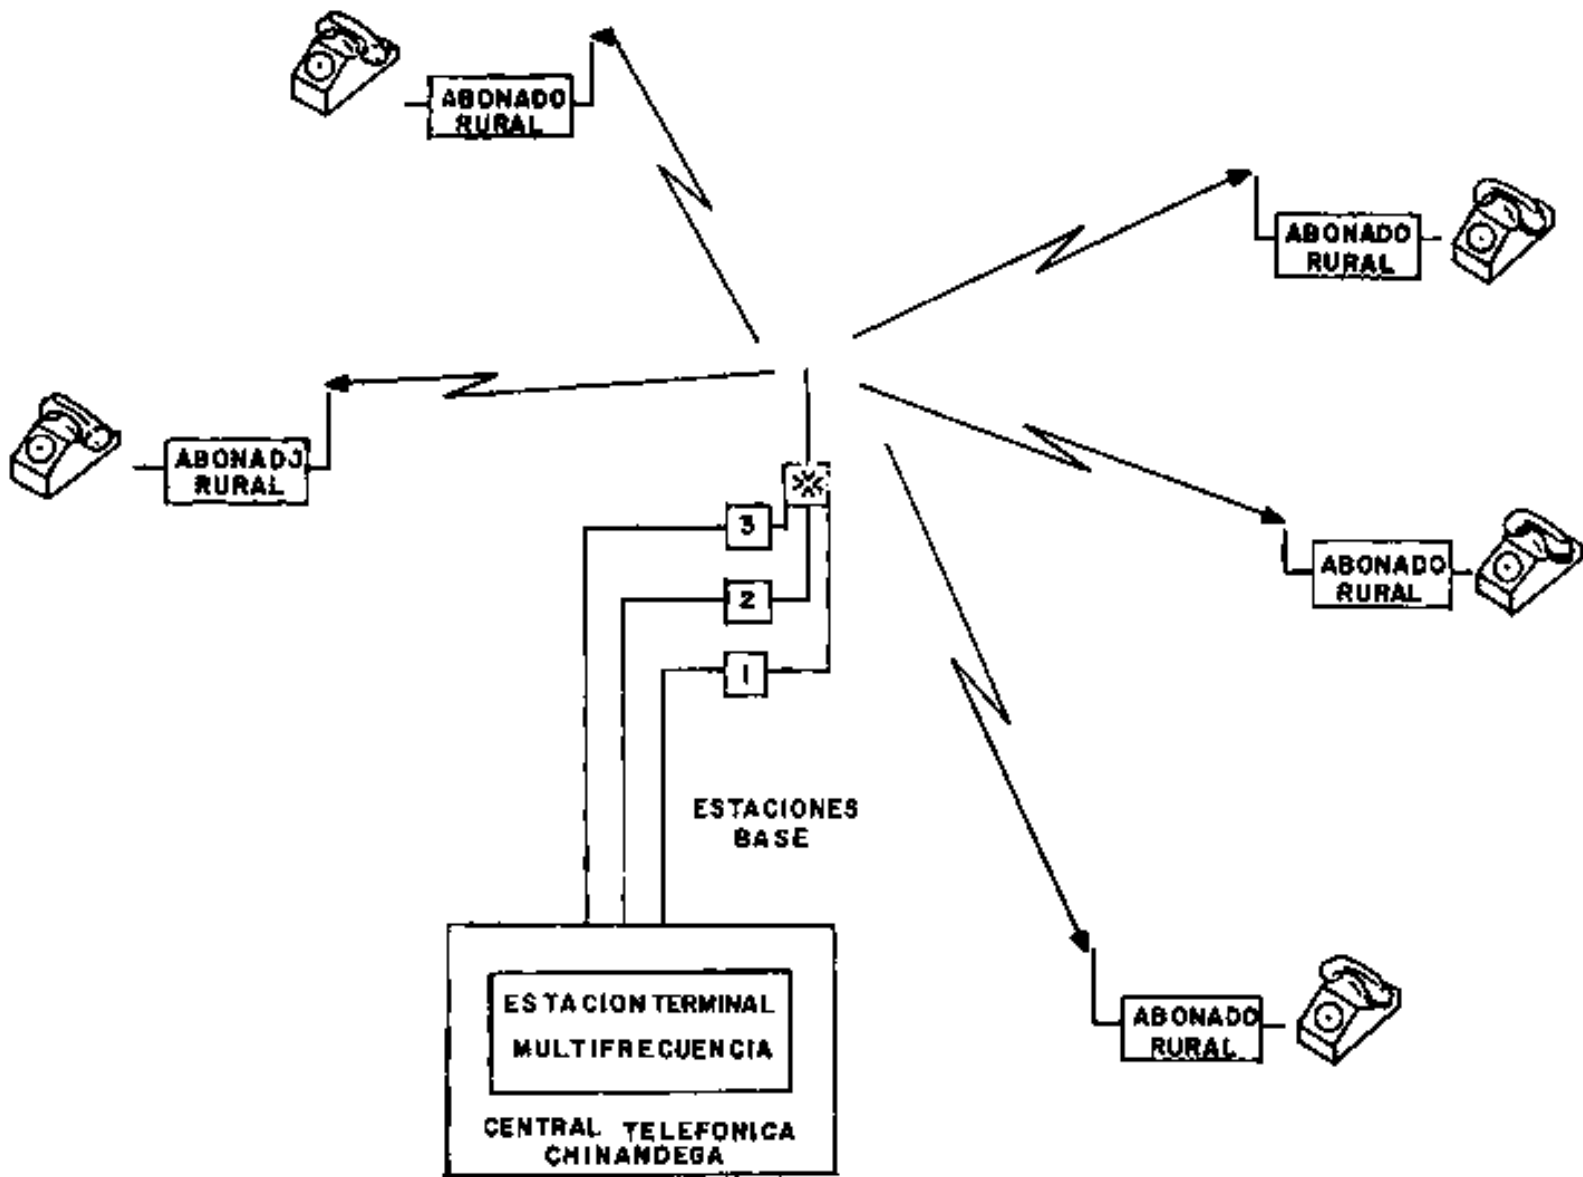 ABONADO
RURAL
ABONADO
RURAL
ABONADJ
RURAL
3
2
1
ABONADO
RURAL
ESTACIONES
BASE
ESTACION TERMINAL
MULTIFRECUENCIA
CENTRAL TELEFONICA
CHINANDEGA
ABONADO
RURAL